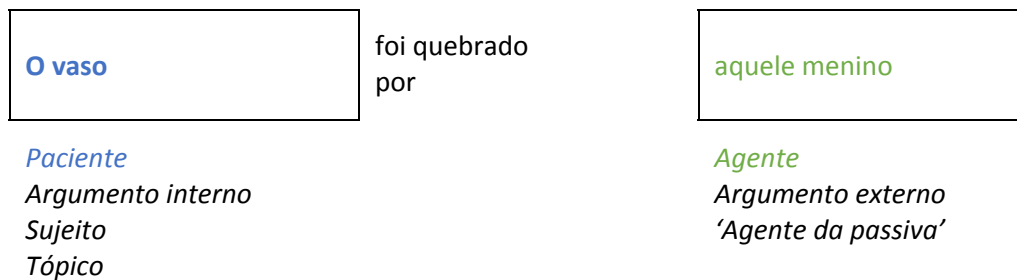 O vaso
foi quebrado
por
aquele menino
Paciente
Argumento interno
Sujeito
Tópico
Agente
Argumento externo
‘Agente da passiva’